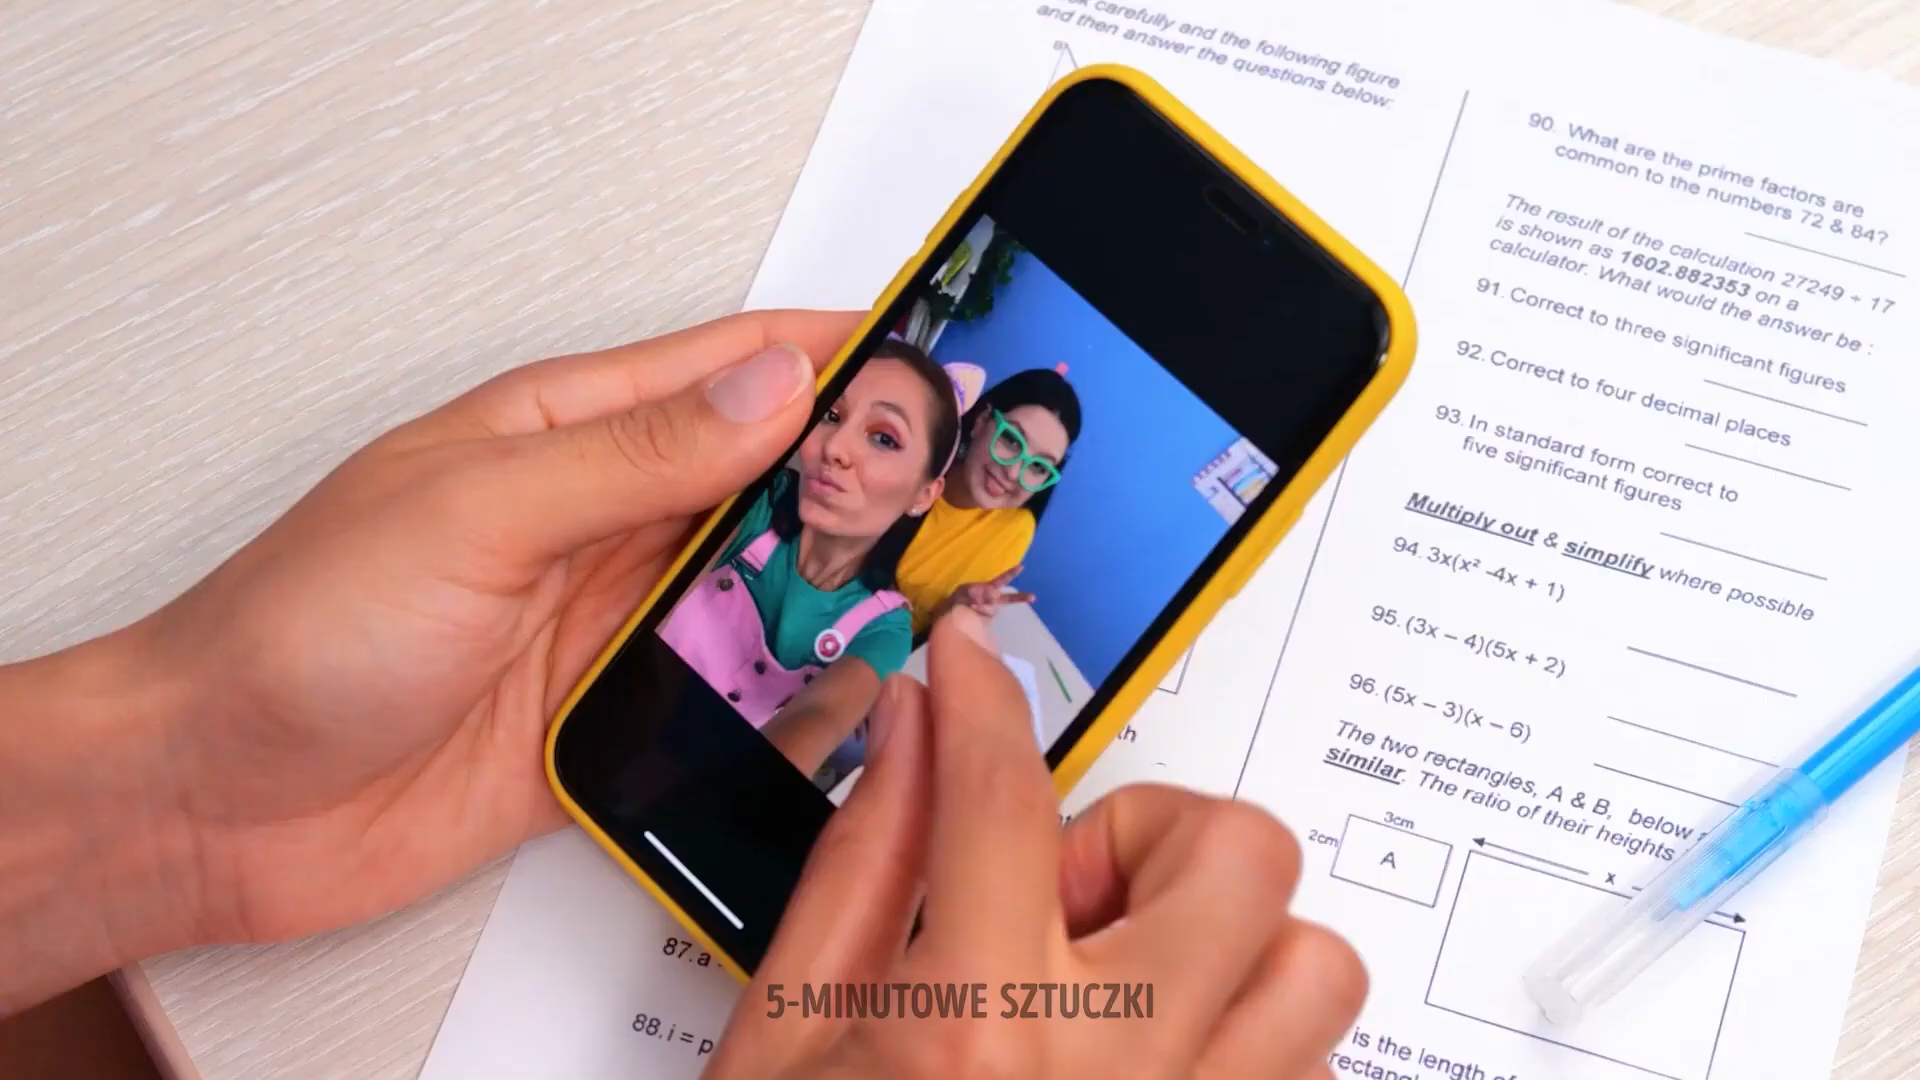 carefully and the following figure
and then answer the questions below:
87. a
88. i = p
90. What are the prime factors are
common to the numbers 72 & 84?
The result of the calculation 27249 ÷ 17
is shown as 1602.882353 on a
calculator. What would the answer be :
91. Correct to three significant figures
92. Correct to four decimal places
93. In standard form correct to
five significant figures
Multiply out & simplify where possible
94. 3x(x² -4x + 1)
95. (3x – 4)(5x + 2)
96. (5x – 3)(x – 6)
The two rectangles, A & B, below
similar. The ratio of their heights
3cm
2cm
A
x
is the length
5-MINUTOWE SZTUCZKI